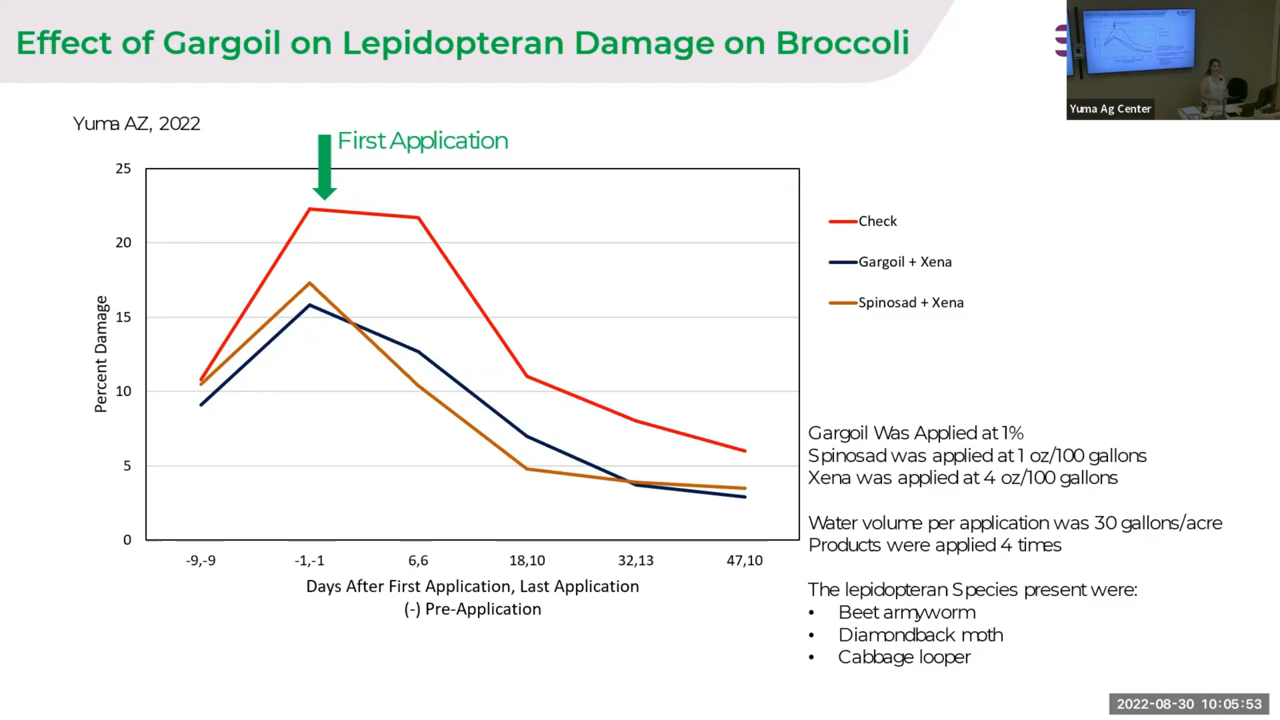 Effect of Gargoil on Lepidopteran Damage on Broccoli
Yuma Ag Center
Yuma AZ, 2022
First Application
25
20
15
10
5
0
Percent Damage
-9,-9 -1,-1 6,6 18,10 32,13 47,10
Days After First Application, Last Application
(-) Pre-Application
Check
Gargoil + Xena
Spinosad + Xena
Gargoil Was Applied at 1%
Spinosad was applied at 1 oz/100 gallons
Xena was applied at 4 oz/100 gallons
Water volume per application was 30 gallons/acre
Products were applied 4 times
The lepidopteran Species present were:
• Beet armyworm
• Diamondback moth
• Cabbage looper
2022-08-30 10:05:53